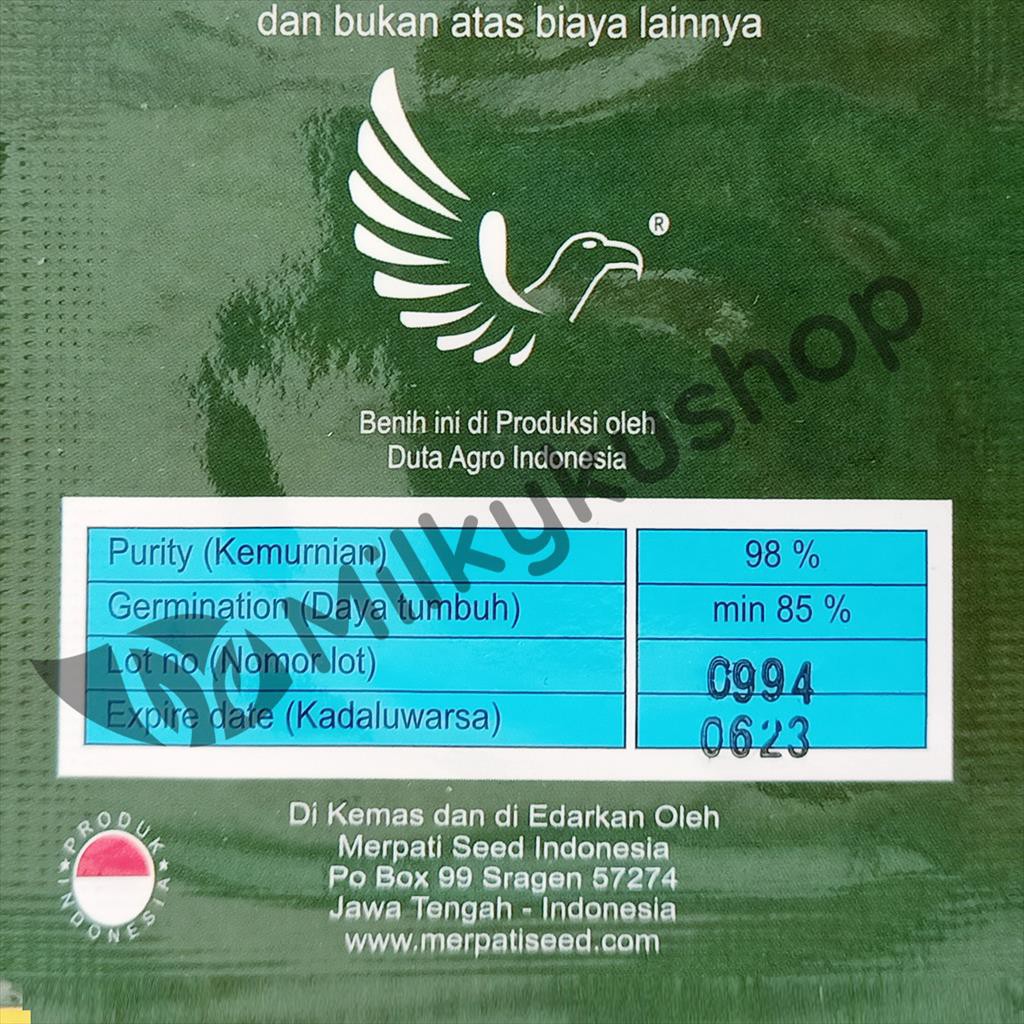 dan bukan atas biaya lainnya
®
Benih ini di Produksi oleh
Duta Agro Indonesia
Purity (Kemurnian) 98 %
Germination (Daya tumbuh) min 85 %
Lot no (Nomor lot) 0994
Expire date (Kadaluwarsa) 0623
Milkykushop
Di Kemas dan di Edarkan Oleh
Merpati Seed Indonesia
Po Box 99 Sragen 57274
Jawa Tengah - Indonesia
www.merpatiseed.com
★ PRODUK ★ INDONESIA